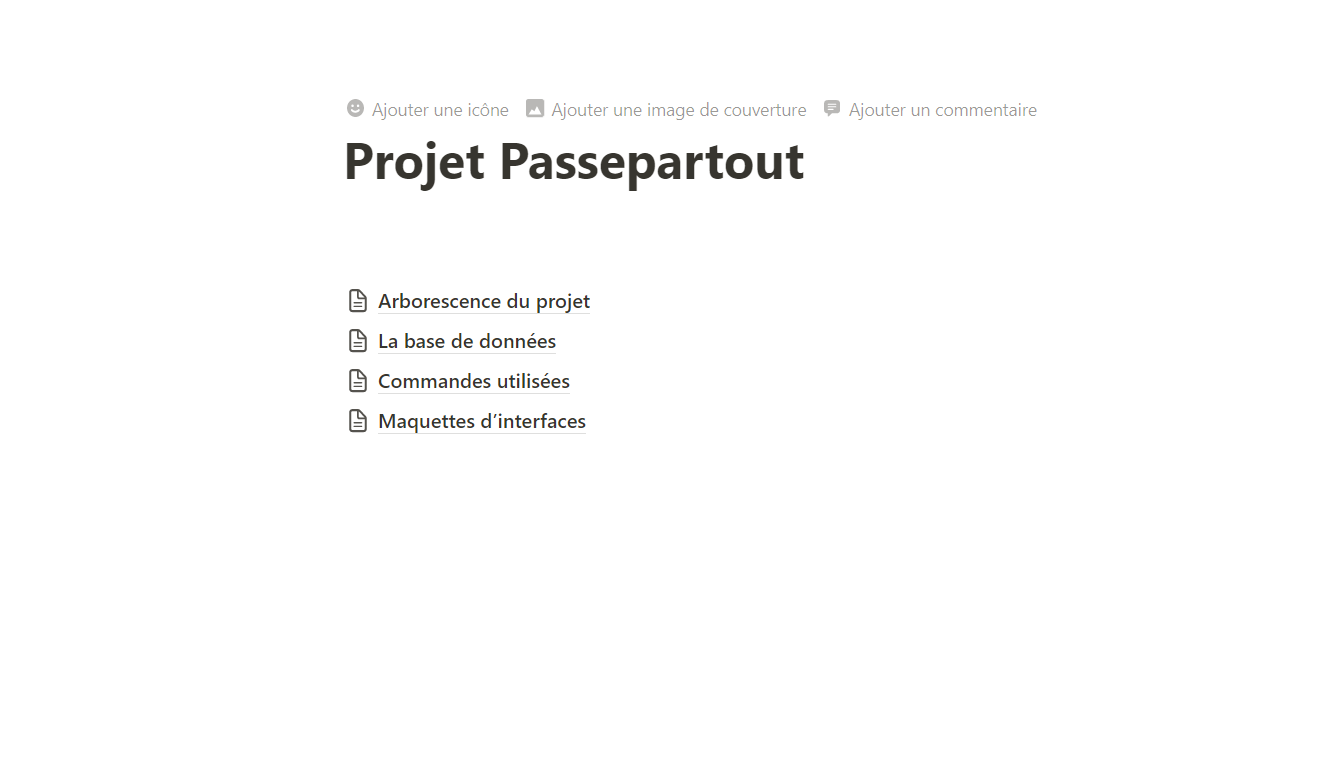 Ajouter une icône Ajouter une image de couverture Ajouter un commentaire
Projet Passepartout
Arborescence du projet
La base de données
Commandes utilisées
Maquettes d’interfaces